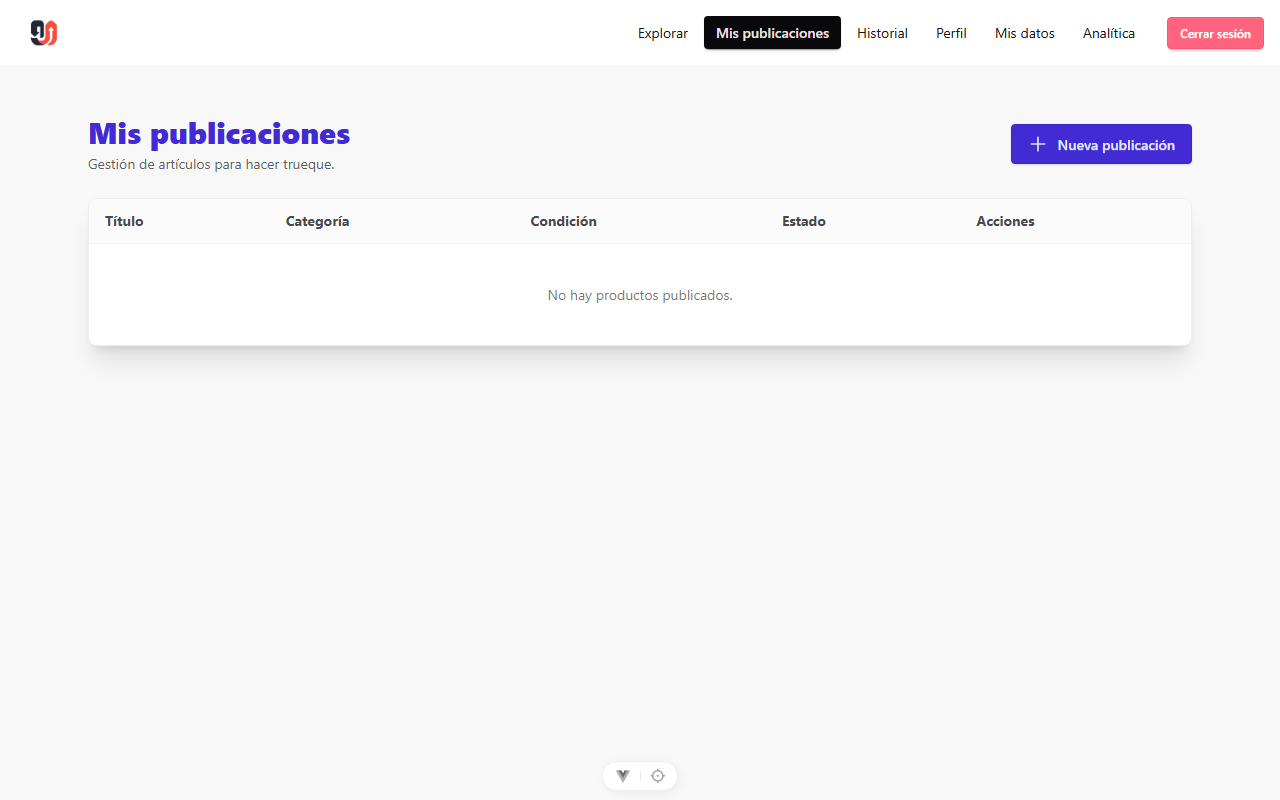 Explorar
Mis publicaciones
Historial
Perfil
Mis datos
Analítica
Cerrar sesión
Mis publicaciones
Gestión de artículos para hacer trueque.
Nueva publicación
Título
Categoría
Condición
Estado
Acciones
No hay productos publicados.